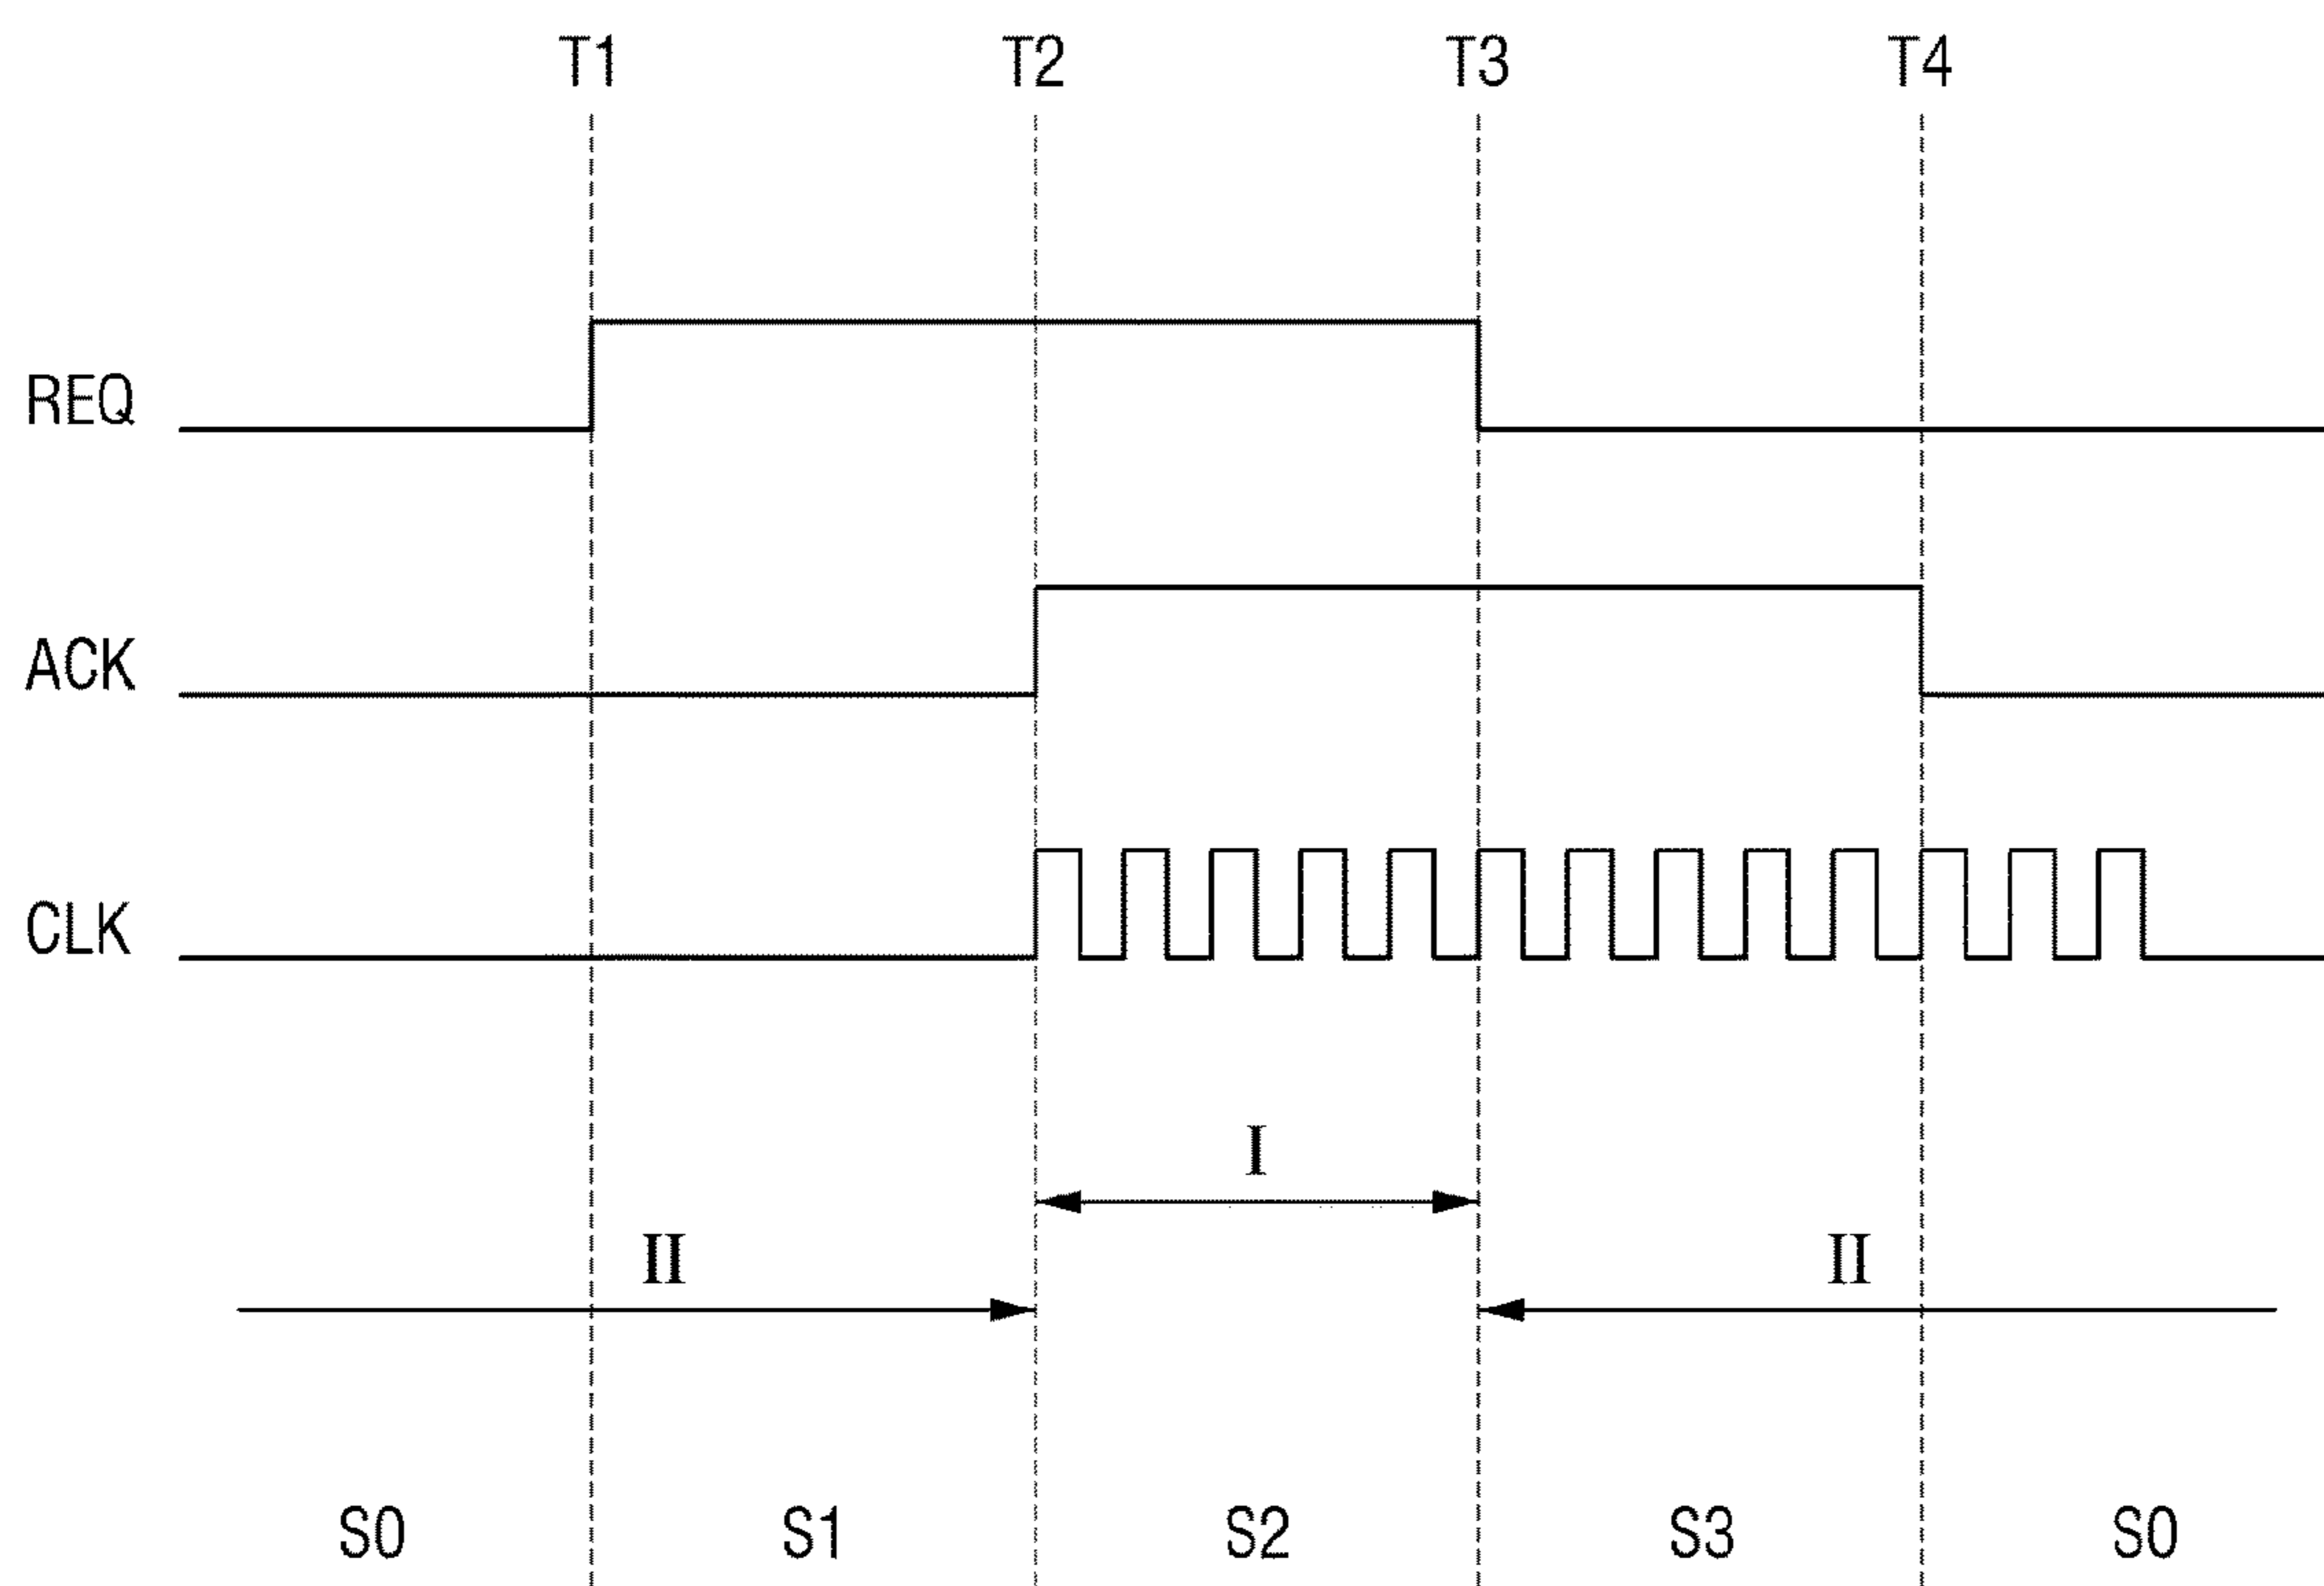 T1 T2 T3 T4
REQ
ACK
CLK
I
II II
S0 S1 S2 S3 S0